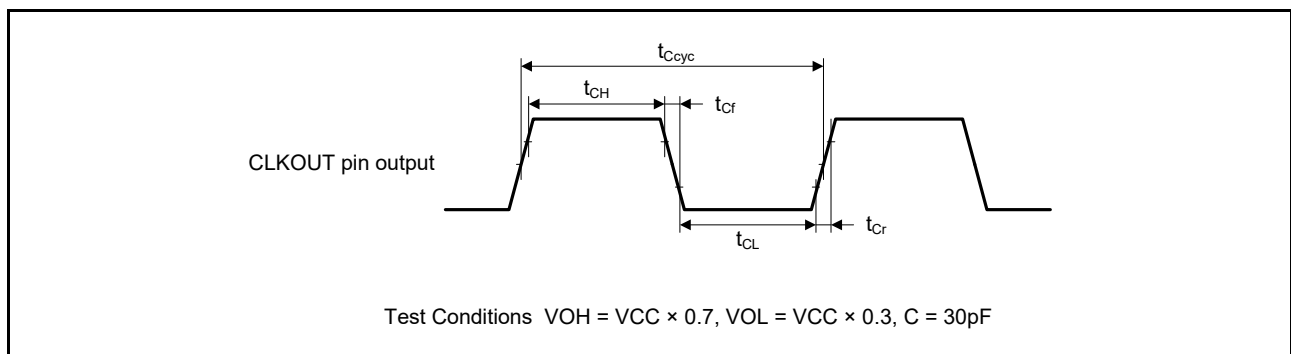 tCcyc
tCH
tCf
CLKOUT pin output
tCL
tCr
Test Conditions VOH = VCC × 0.7, VOL = VCC × 0.3, C = 30pF